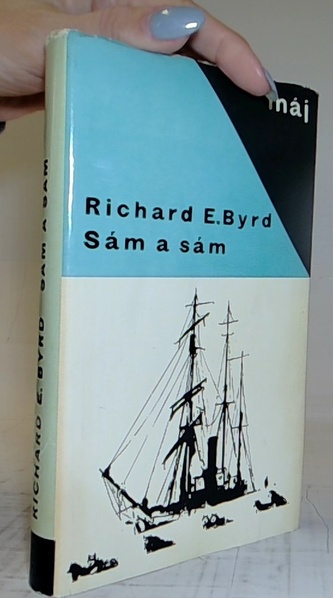 máj
Richard E. Byrd
Sám a sám
RICHARD E. BYRD SÁM A SÁM